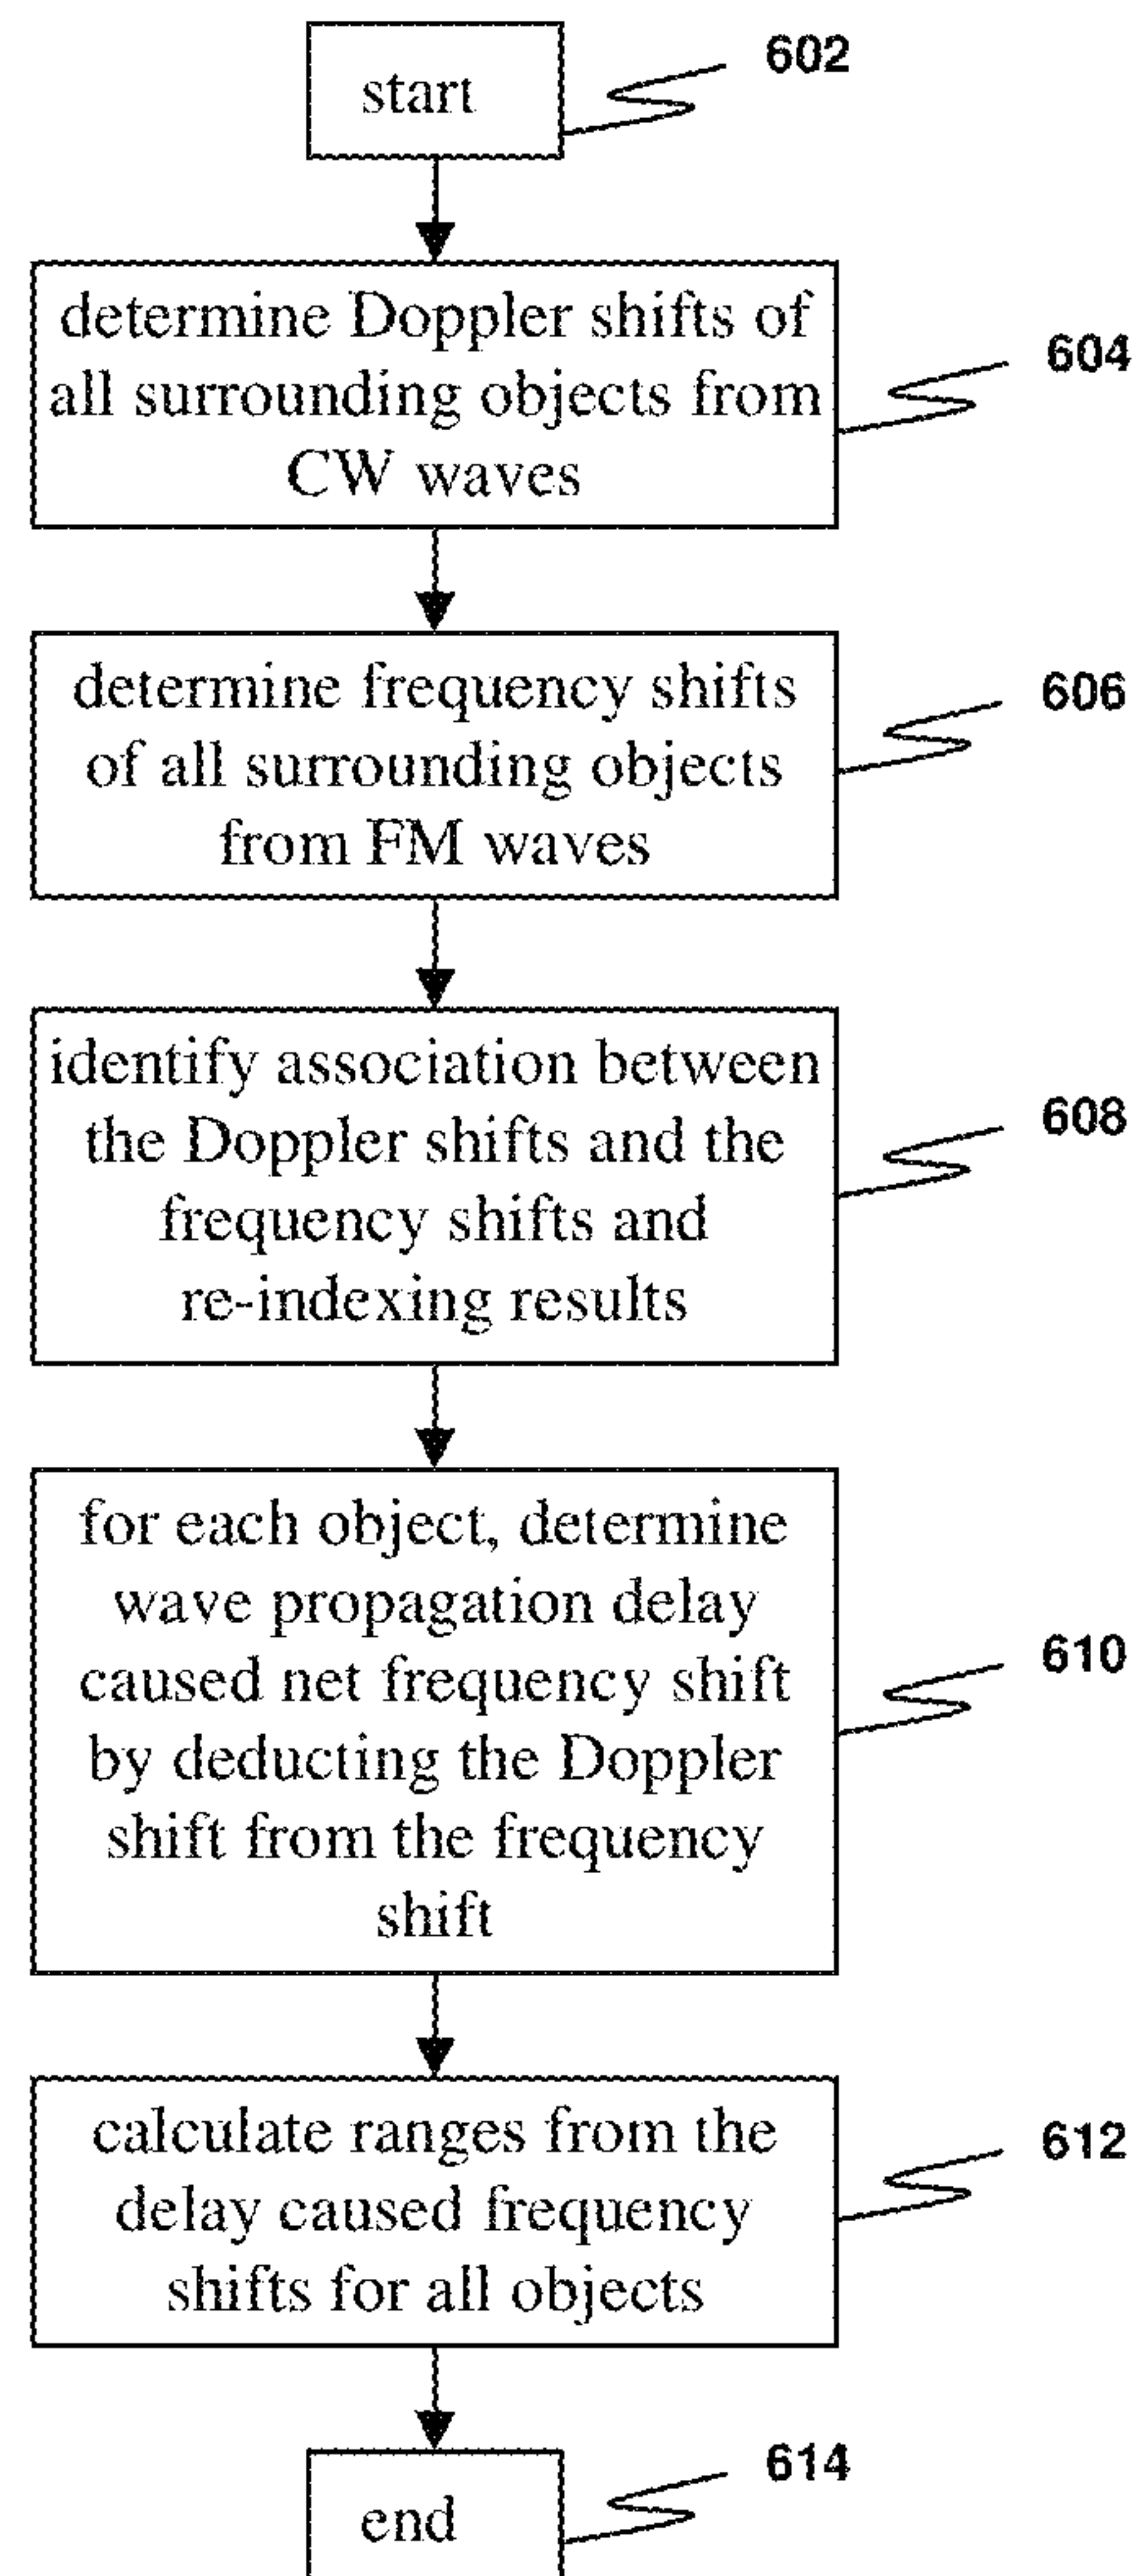 start
602
determine Doppler shifts of
all surrounding objects from
CW waves
604
determine frequency shifts
of all surrounding objects
from FM waves
606
identify association between
the Doppler shifts and the
frequency shifts and
re-indexing results
608
for each object, determine
wave propagation delay
caused net frequency shift
by deducting the Doppler
shift from the frequency
shift
610
calculate ranges from the
delay caused frequency
shifts for all objects
612
end
614